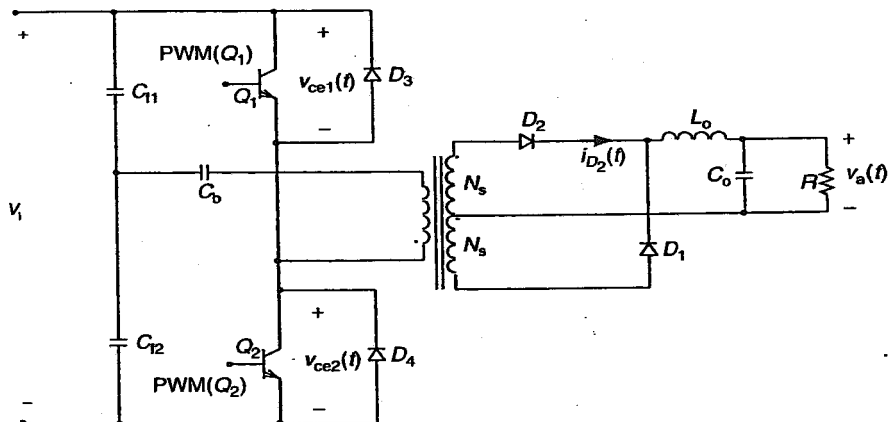 +
PWM(Q1)
+
C11
Q1
vce1(t)
D3
−
D2
Lo
iD2(t)
+
Cb
Ns
Co
R
va(t)
Vi
−
Ns
D1
+
C12
Q2
vce2(t)
D4
PWM(Q2)
−
−